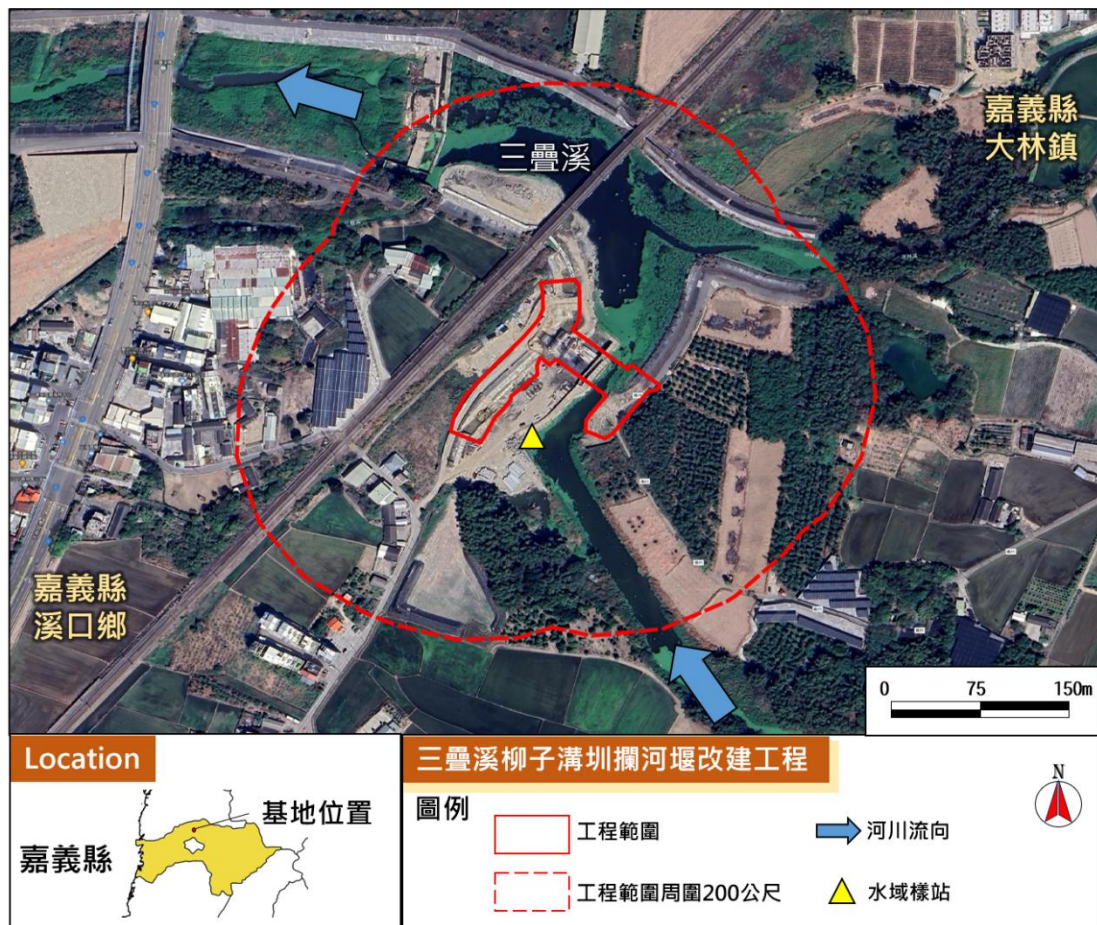 三疊溪
嘉義縣
大林鎮
嘉義縣
溪口鄉
0 75 150m
Location
基地位置
嘉義縣
三疊溪柳子溝圳攔河堰改建工程
圖例
工程範圍
河川流向
工程範圍周圍200公尺
水域樣站
N